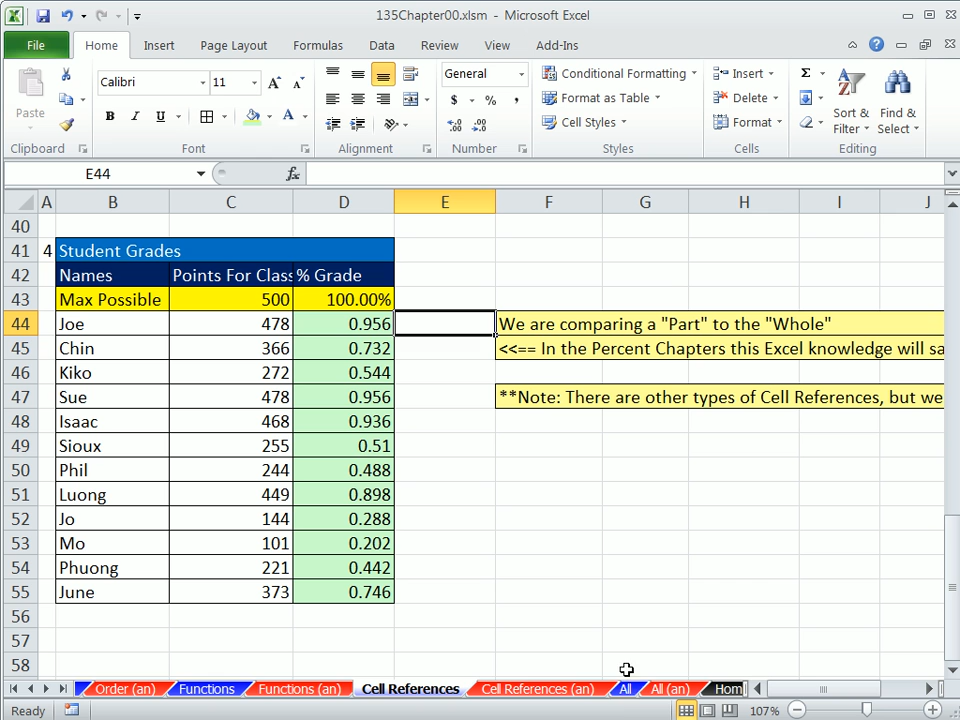 135Chapter00.xlsm - Microsoft Excel
File Home Insert Page Layout Formulas Data Review View Add-Ins
Paste
Calibri 11
B I U
General
$ % ,
Conditional Formatting
Format as Table
Cell Styles
Insert
Delete
Format
Σ
Sort & Filter
Find & Select
Clipboard Font Alignment Number Styles Cells Editing
E44 fx
A B C D E F G H I J
40
41 4 Student Grades
42 Names Points For Class % Grade
43 Max Possible 500 100.00%
44 Joe 478 0.956 We are comparing a "Part" to the "Whole"
45 Chin 366 0.732 <<== In the Percent Chapters this Excel knowledge will sa
46 Kiko 272 0.544
47 Sue 478 0.956 **Note: There are other types of Cell References, but we
48 Isaac 468 0.936
49 Sioux 255 0.51
50 Phil 244 0.488
51 Luong 449 0.898
52 Jo 144 0.288
53 Mo 101 0.202
54 Phuong 221 0.442
55 June 373 0.746
56
57
58
Order (an) Functions Functions (an) Cell References Cell References (an) All All (an) Hom
Ready 107%